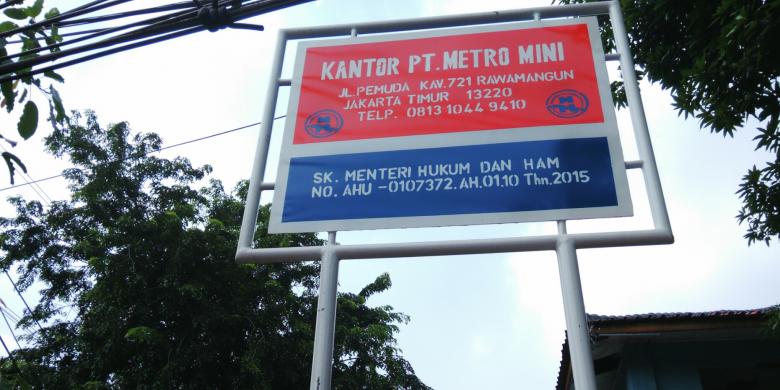 KANTOR PT. METRO MINI
JL. PEMUDA KAV. 721 RAWAMANGUN
JAKARTA TIMUR 13220
TELP. 0813 1044 9410
SK. MENTERI HUKUM DAN HAM
NO. AHU -0107372.AH.01.10 Thn.2015